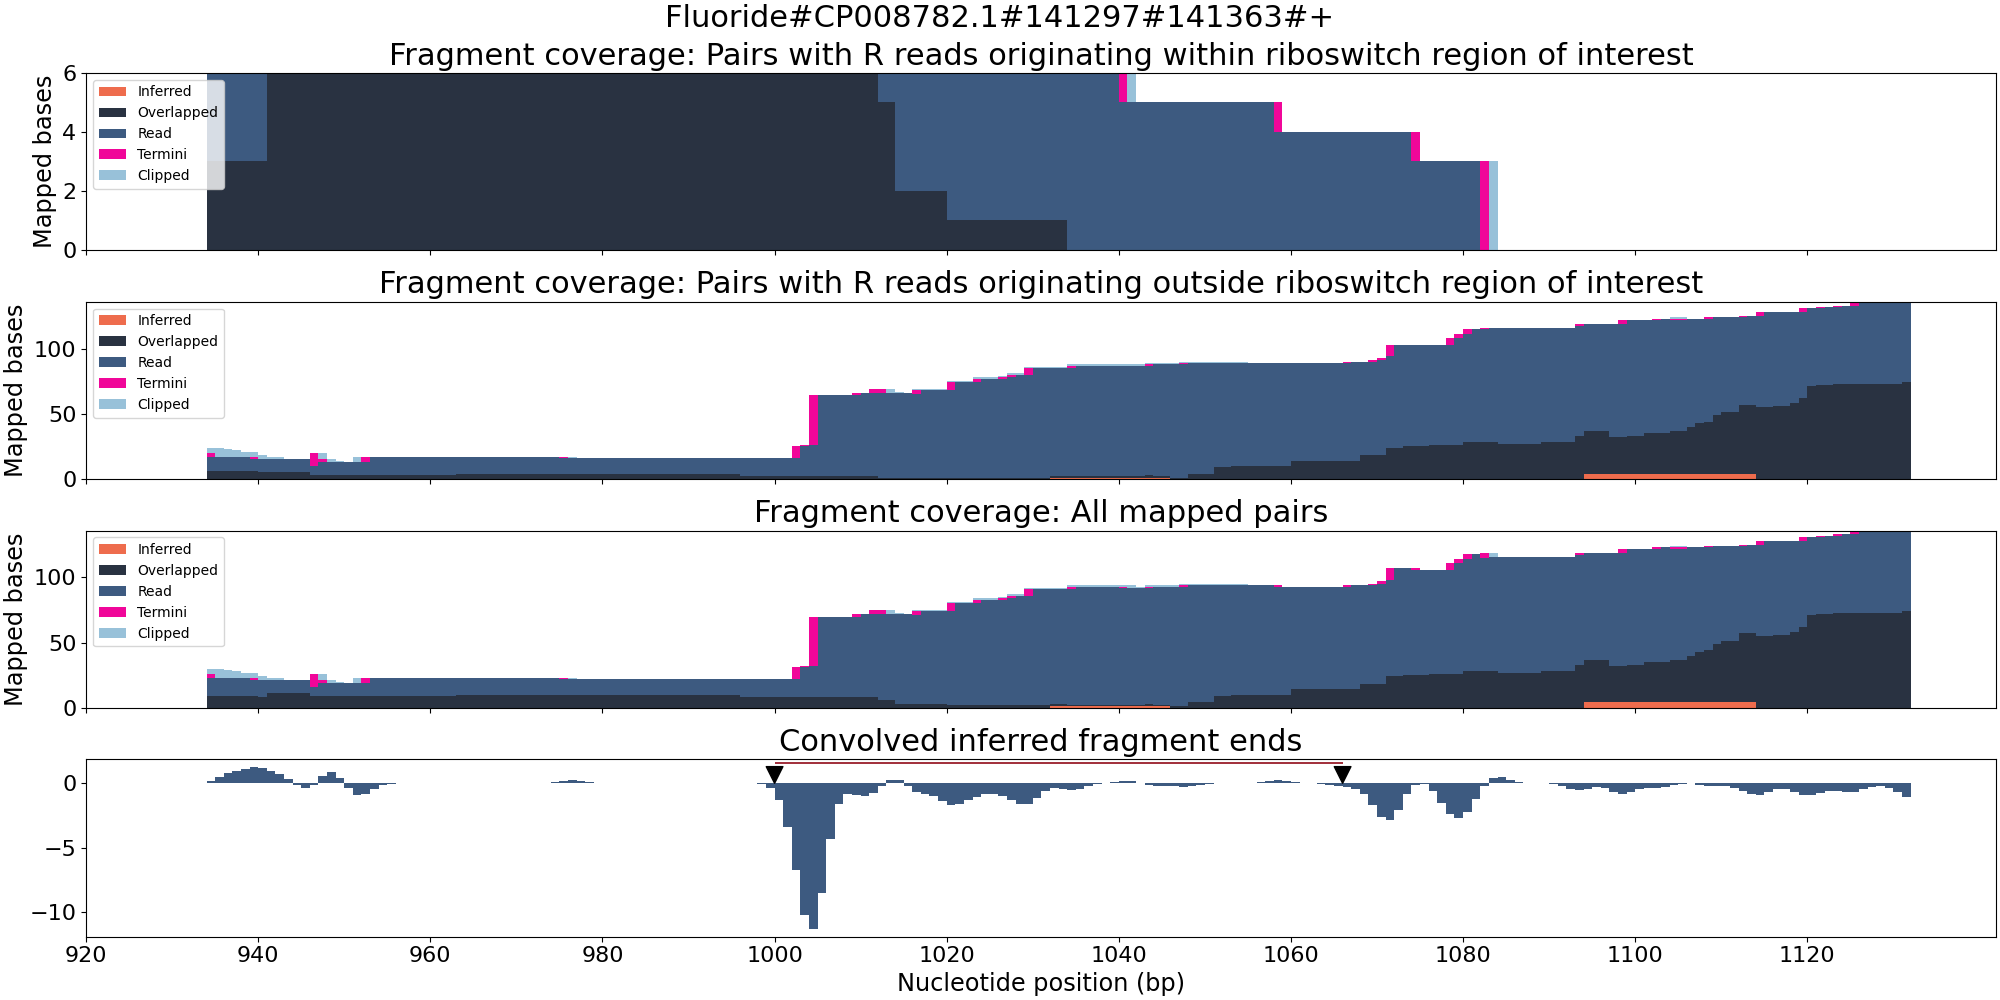 Fluoride#CP008782.1#141297#141363#+
Fragment coverage: Pairs with R reads originating within riboswitch region of interest
Mapped bases
6
4
2
0
Inferred
Overlapped
Read
Termini
Clipped
Fragment coverage: Pairs with R reads originating outside riboswitch region of interest
Mapped bases
100
50
0
Inferred
Overlapped
Read
Termini
Clipped
Fragment coverage: All mapped pairs
Mapped bases
100
50
0
Inferred
Overlapped
Read
Termini
Clipped
Convolved inferred fragment ends
0
−5
−10
920 940 960 980 1000 1020 1040 1060 1080 1100 1120
Nucleotide position (bp)